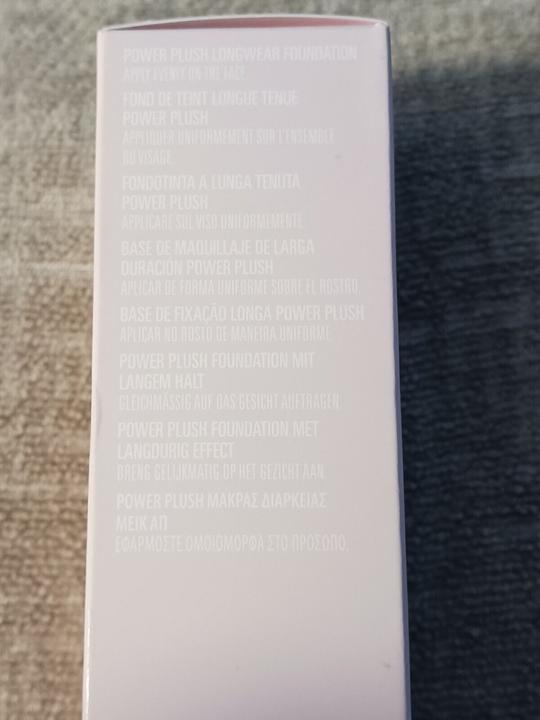 POWER PLUSH LONGWEAR FOUNDATION
APPLY EVENLY ON THE FACE.
FOND DE TEINT LONGUE TENUE
POWER PLUSH
APPLIQUER UNIFORMEMENT SUR L'ENSEMBLE
DU VISAGE.
FONDOTINTA A LUNGA TENUTA
POWER PLUSH
APPLICARE SUL VISO UNIFORMEMENTE.
BASE DE MAQUILLAJE DE LARGA
DURACIÓN POWER PLUSH
APLICAR DE FORMA UNIFORME SOBRE EL ROSTRO.
BASE DE FIXAÇÃO LONGA POWER PLUSH
APLICAR NO ROSTO DE MANEIRA UNIFORME.
POWER PLUSH FOUNDATION MIT
LANGEM HALT
GLEICHMÄSSIG AUF DAS GESICHT AUFTRAGEN.
POWER PLUSH FOUNDATION MET
LANGDURIG EFFECT
BRENG GELIJKMATIG OP HET GEZICHT AAN.
POWER PLUSH ΜΑΚΡΑΣ ΔΙΑΡΚΕΙΑΣ
ΜΕΙΚ ΑΠ
ΕΦΑΡΜΟΣΤΕ ΟΜΟΙΟΜΟΡΦΑ ΣΤΟ ΠΡΟΣΩΠΟ.